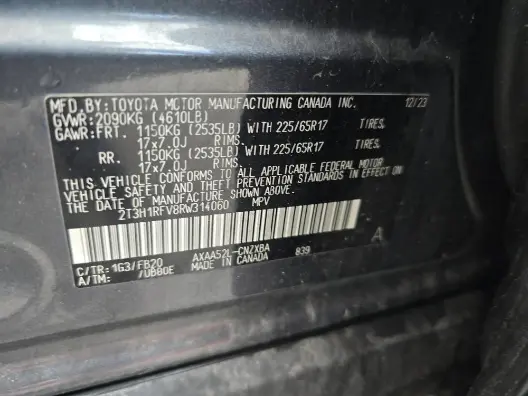 MFD. BY: TOYOTA MOTOR MANUFACTURING CANADA INC. 12/23
GVWR: 2090KG (4610LB)
GAWR: FRT. 1150KG (2535LB) WITH 225/65R17 TIRES,
17x7.0J RIMS.
RR. 1150KG (2535LB) WITH 225/65R17 TIRES,
17x7.0J RIMS.
THIS VEHICLE CONFORMS TO ALL APPLICABLE FEDERAL MOTOR
VEHICLE SAFETY AND THEFT PREVENTION STANDARDS IN EFFECT
ON THE DATE OF MANUFACTURE SHOWN ABOVE.
2T3H1RFV8RW314060 MPV
C/TR: 1G3/FB20 AXAA52L-CNZXBA 839 A
A/TM: /U680E MADE IN CANADA